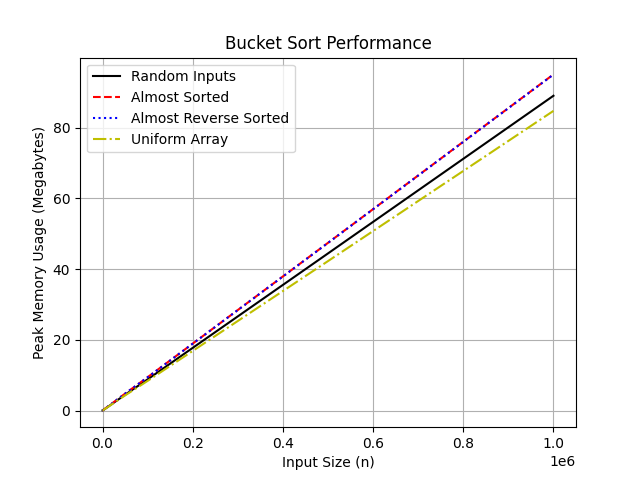 Bucket Sort Performance
Random Inputs
Almost Sorted
Almost Reverse Sorted
Uniform Array
Peak Memory Usage (Megabytes)
80
60
40
20
0
0.0 0.2 0.4 0.6 0.8 1.0
1e6
Input Size (n)